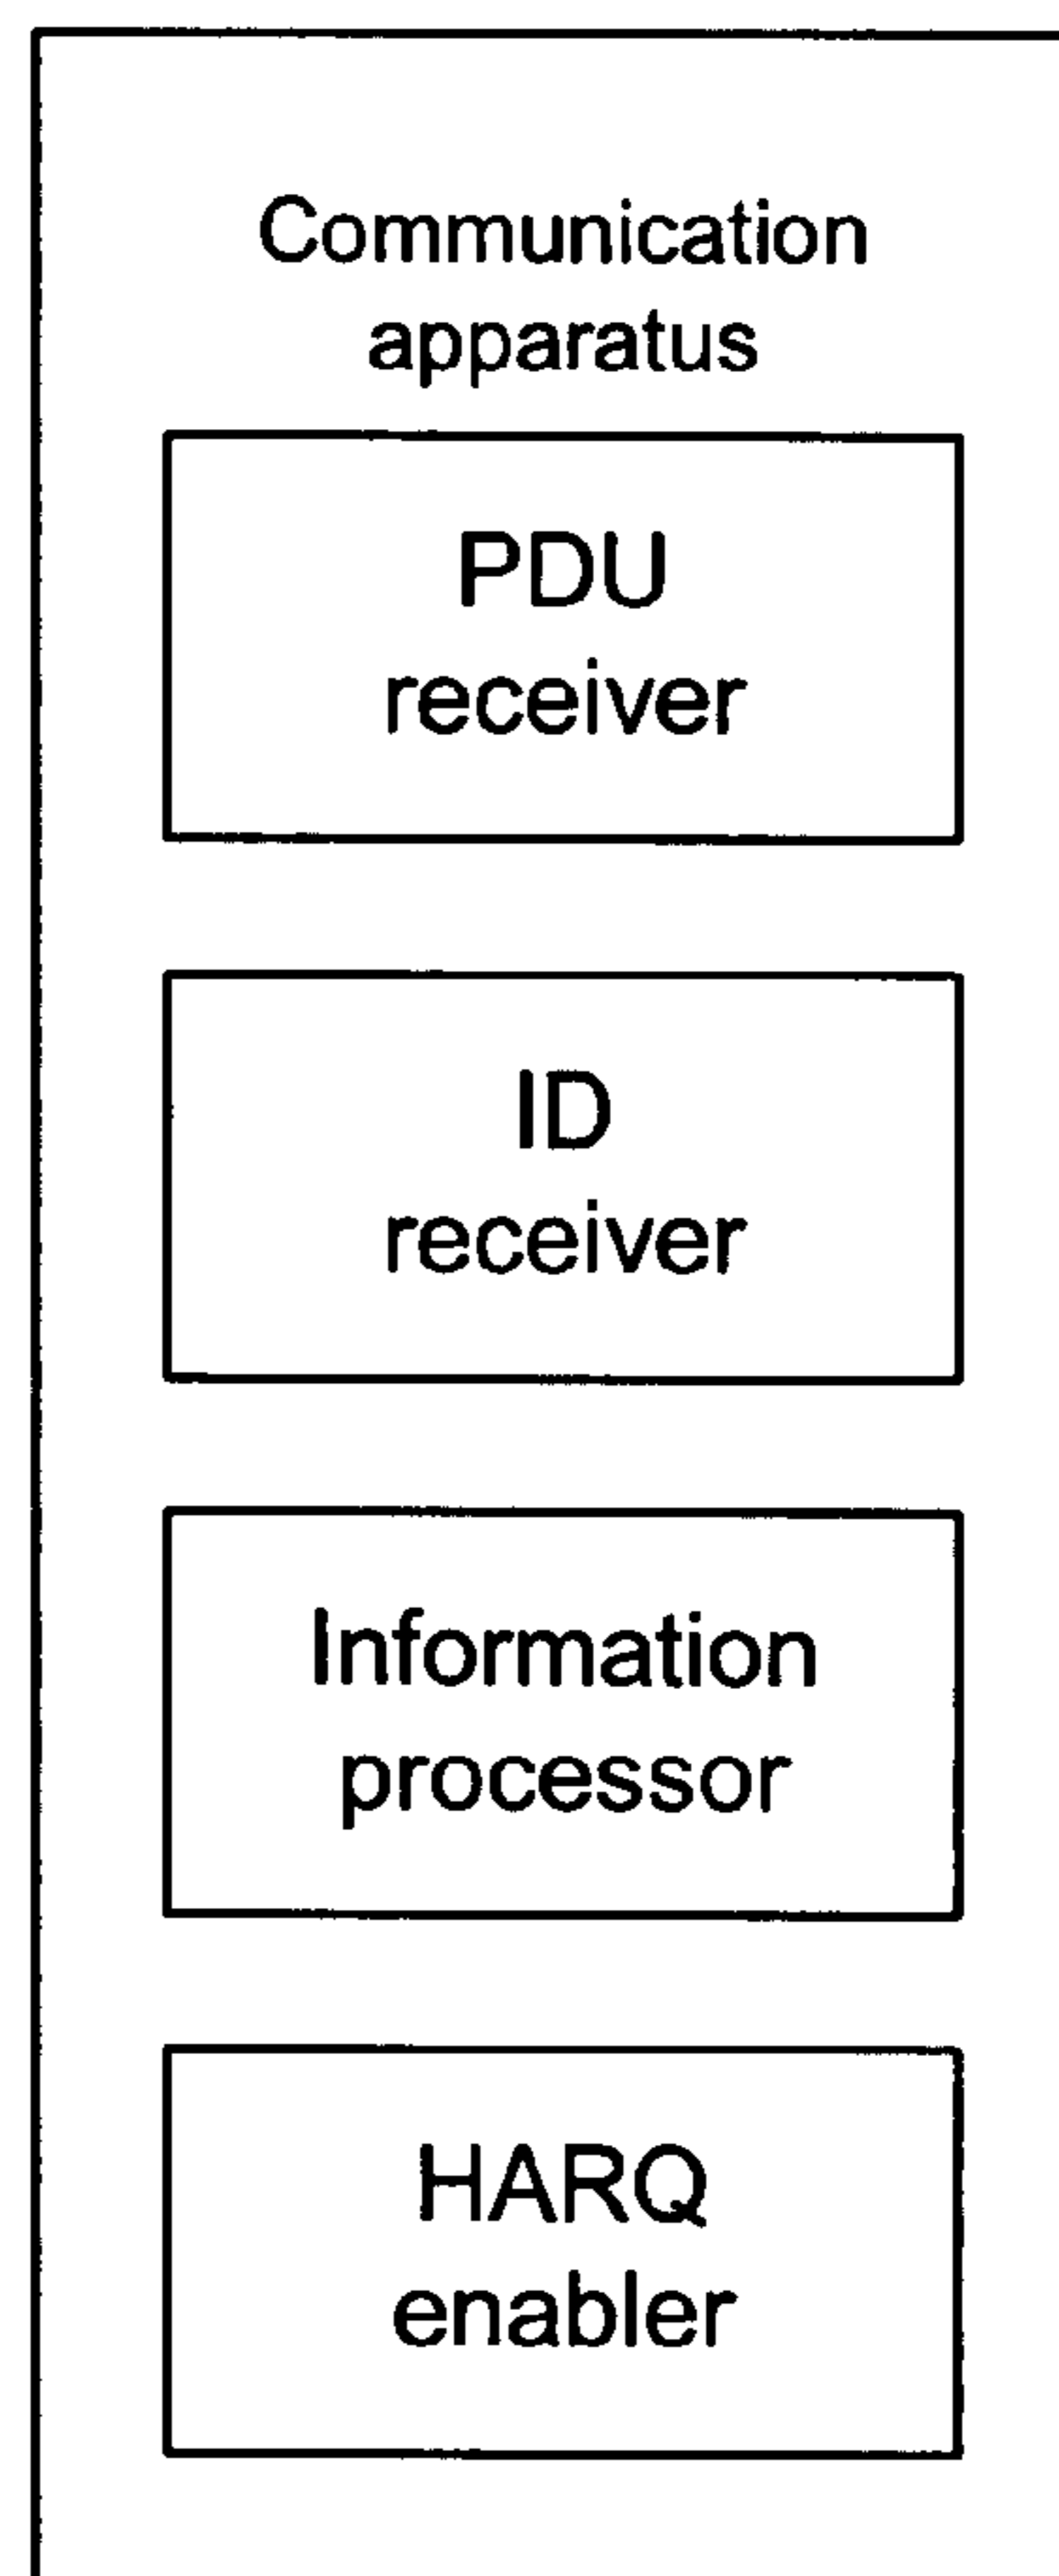 Communication
apparatus
PDU
receiver
ID
receiver
Information
processor
HARQ
enabler